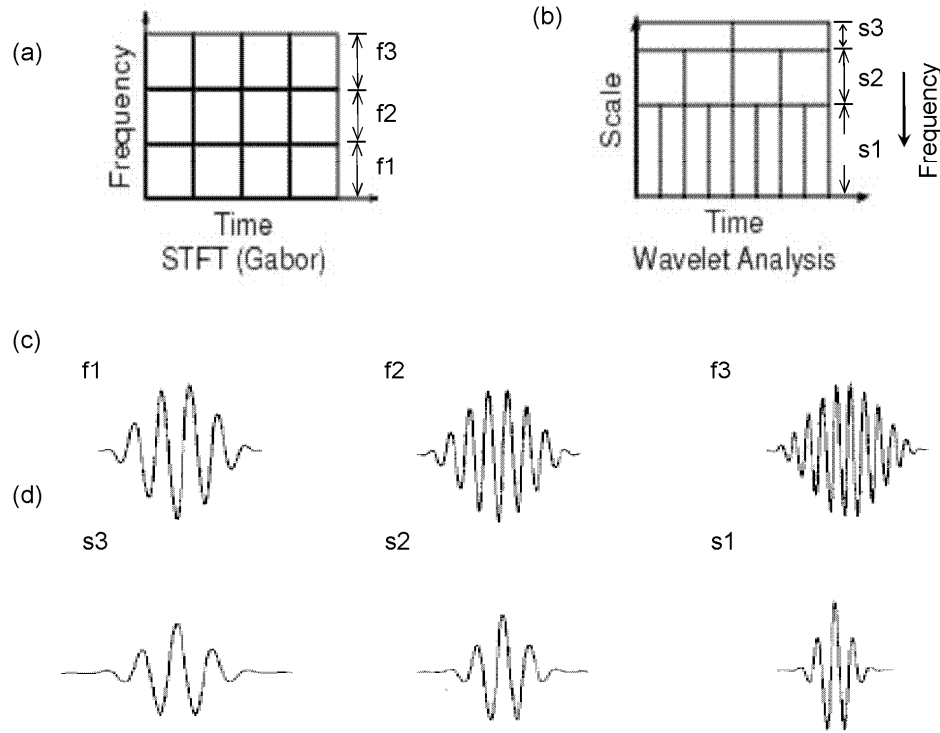 (a)
Frequency
f3
f2
f1
Time
STFT (Gabor)
(b)
Scale
s3
s2
s1
Frequency
Time
Wavelet Analysis
(c)
f1
f2
f3
(d)
s3
s2
s1